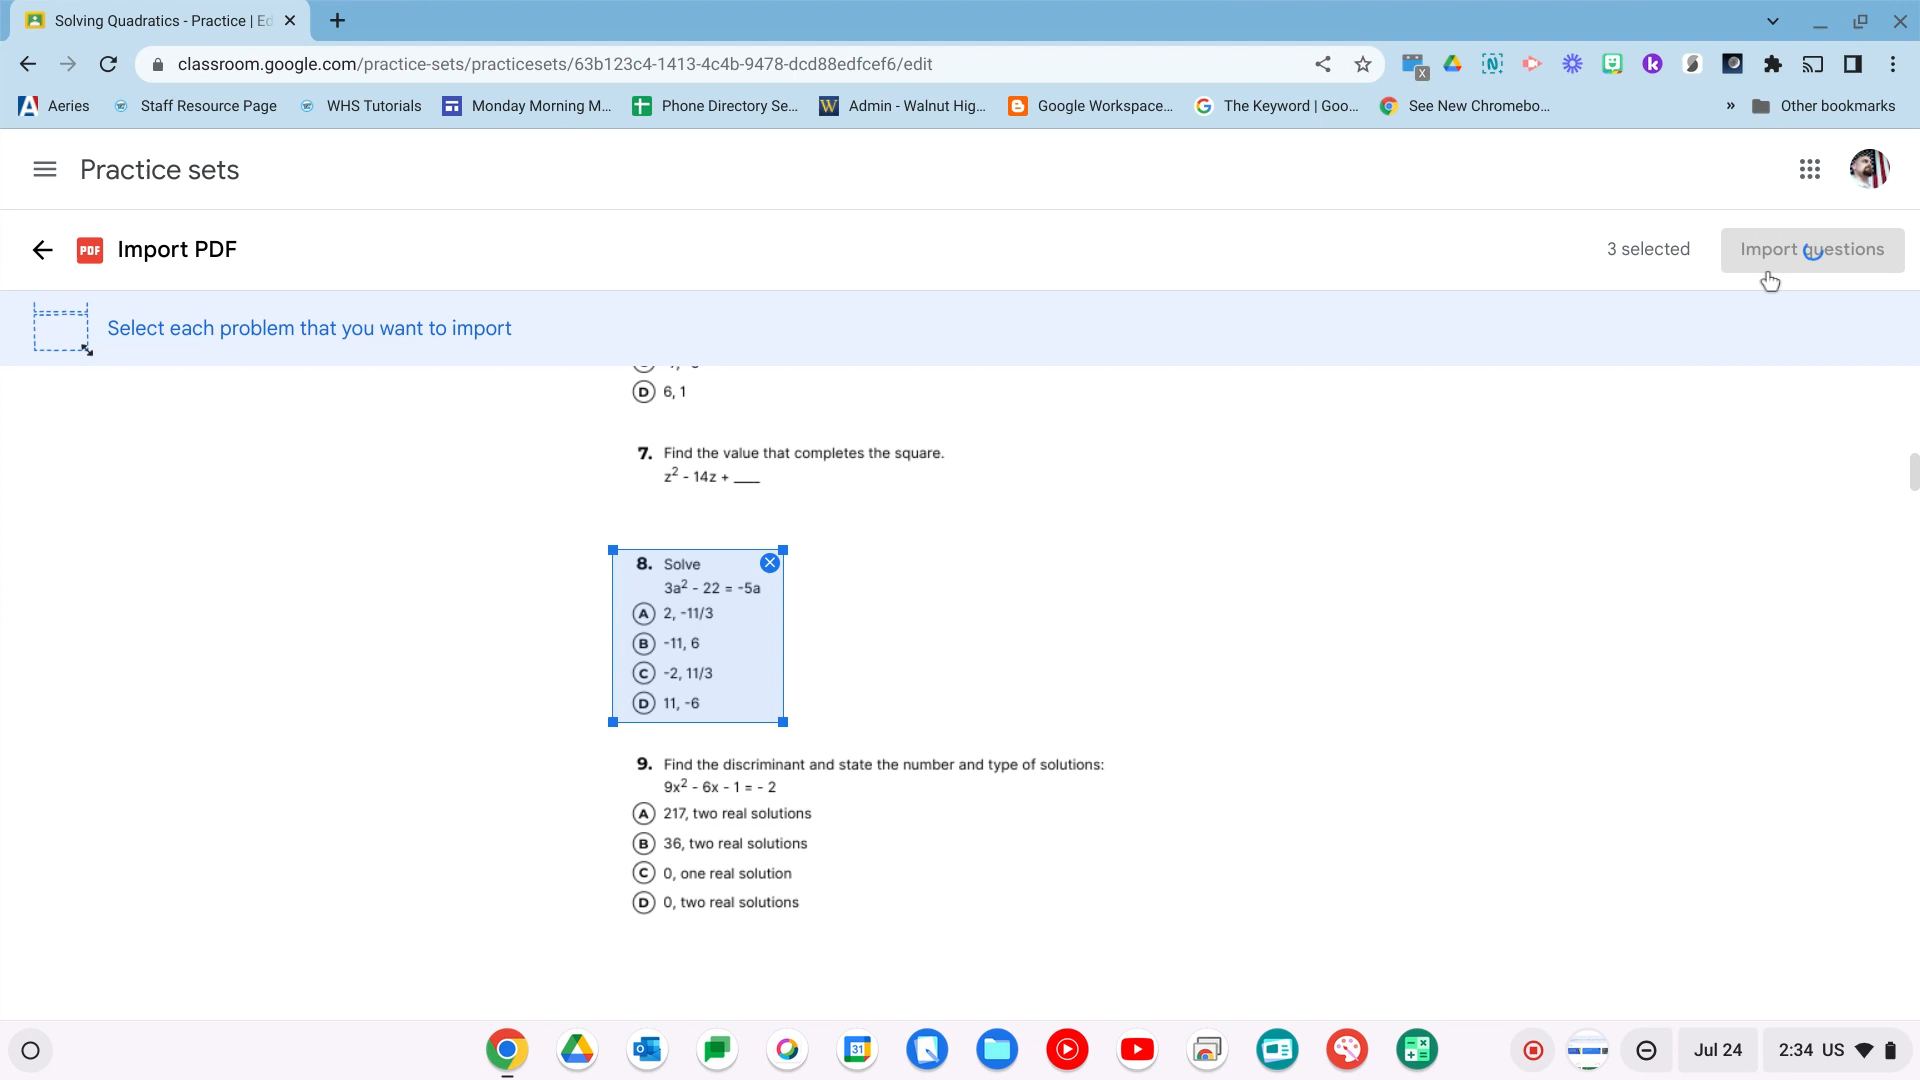 Solving Quadratics - Practice | Ed
classroom.google.com/practice-sets/practicesets/63b123c4-1413-4c4b-9478-dcd88edfcef6/edit
X
Aeries
Staff Resource Page
WHS Tutorials
Monday Morning M...
Phone Directory Se...
W
Admin - Walnut Hig...
Google Workspace...
The Keyword | Goo...
See New Chromebo...
»
Other bookmarks
Practice sets
PDF
Import PDF
3 selected
Import questions
Select each problem that you want to import
D 6, 1
7. Find the value that completes the square.
z² - 14z + ___
8. Solve
3a² - 22 = -5a
A 2, -11/3
B -11, 6
C -2, 11/3
D 11, -6
9. Find the discriminant and state the number and type of solutions:
9x² - 6x - 1 = - 2
A 217, two real solutions
B 36, two real solutions
C 0, one real solution
D 0, two real solutions
31
Jul 24
2:34 US